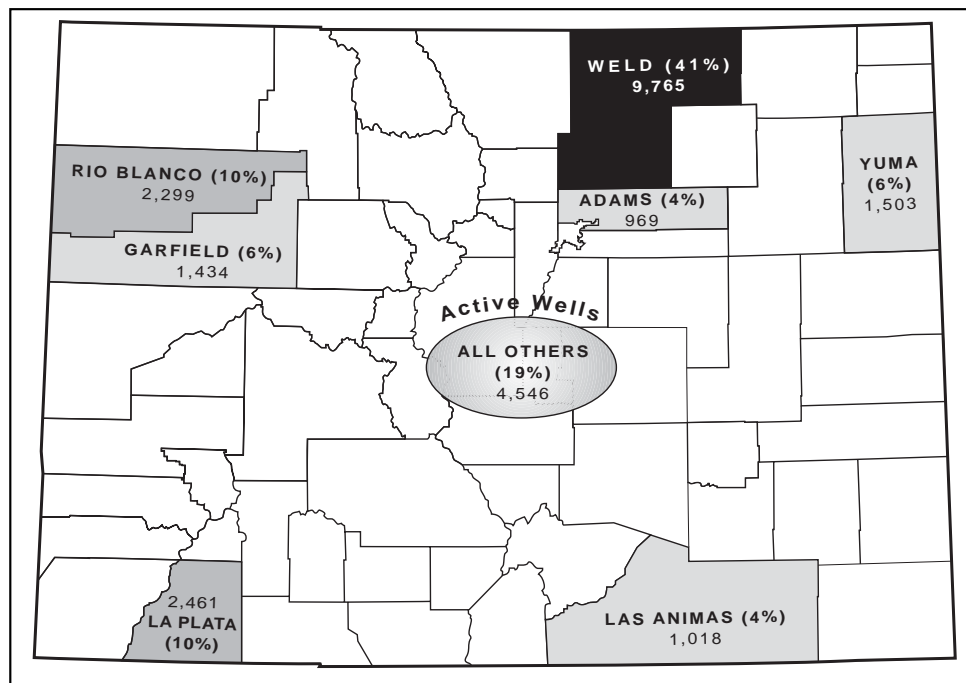 WELD (41%)
9,765
RIO BLANCO (10%)
2,299
YUMA
(6%)
1,503
ADAMS (4%)
969
GARFIELD (6%)
1,434
Active Wells
ALL OTHERS
(19%)
4,546
2,461
LA PLATA
(10%)
LAS ANIMAS (4%)
1,018